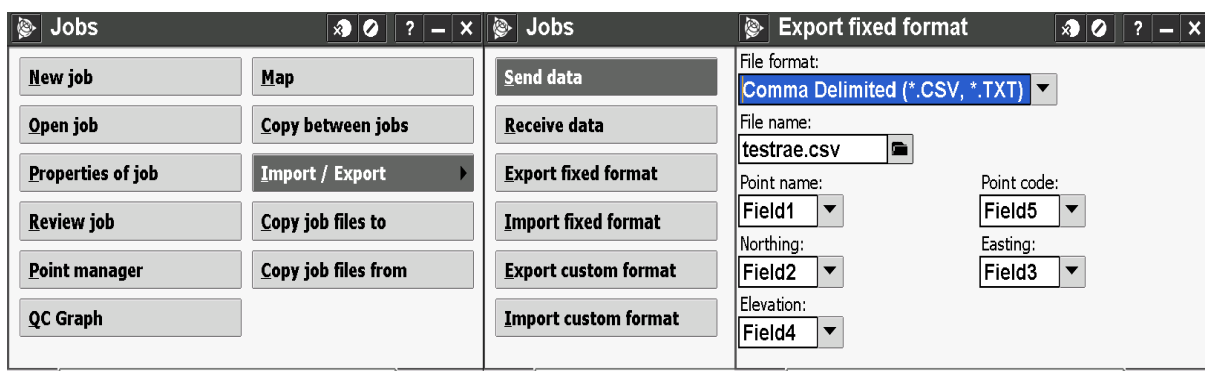 Jobs
? – ×
New job
Map
Open job
Copy between jobs
Properties of job
Import / Export
Review job
Copy job files to
Point manager
Copy job files from
QC Graph
Jobs
Send data
Receive data
Export fixed format
Import fixed format
Export custom format
Import custom format
Export fixed format
? – ×
File format:
Comma Delimited (*.CSV, *.TXT)
File name:
testrae.csv
Point name:
Point code:
Field1
Field5
Northing:
Easting:
Field2
Field3
Elevation:
Field4